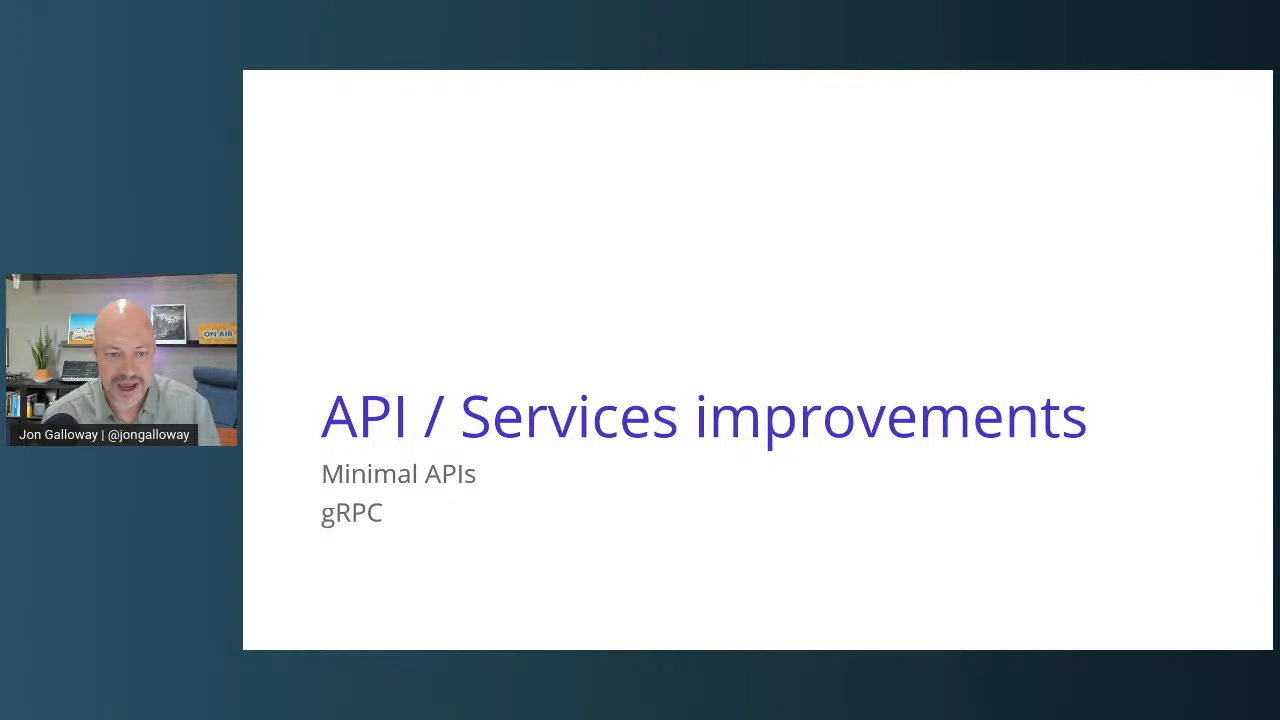 API / Services improvements
Minimal APIs
gRPC
ON AIR
Jon Galloway | @jongalloway